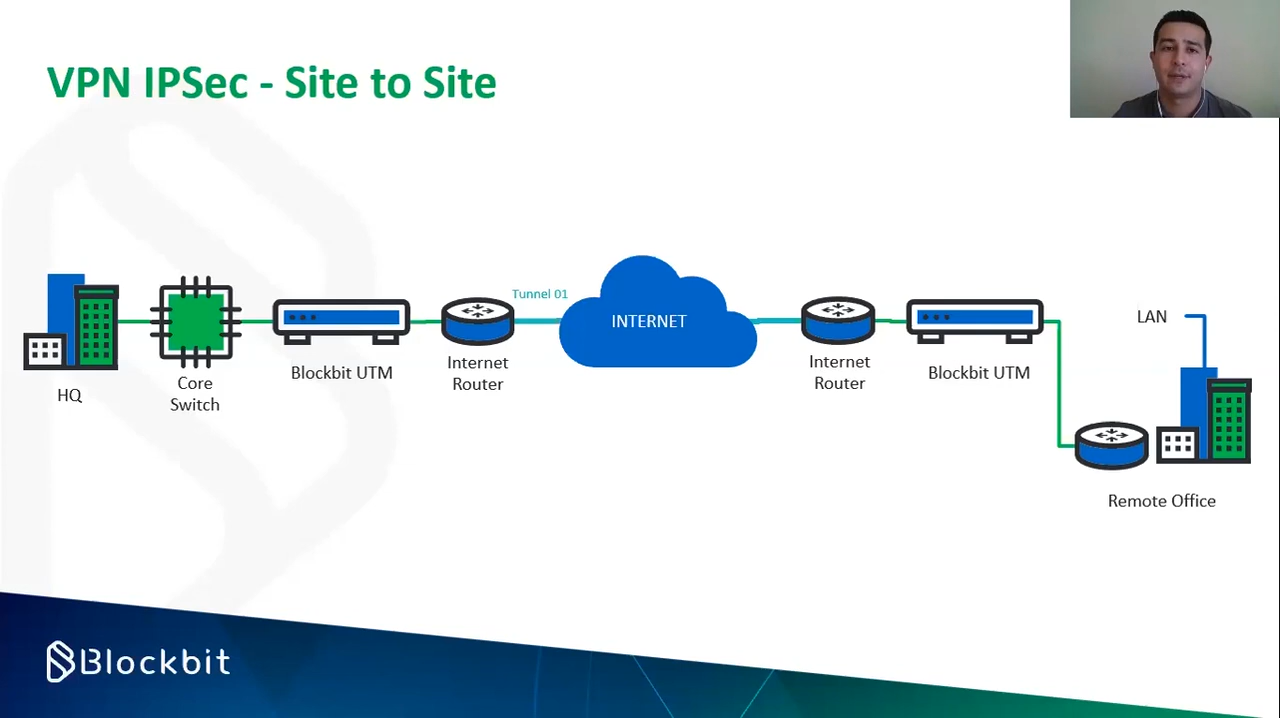 VPN IPSec - Site to Site
Tunnel 01
INTERNET
LAN
HQ
Core
Switch
Blockbit UTM
Internet
Router
Internet
Router
Blockbit UTM
Remote Office
Blockbit